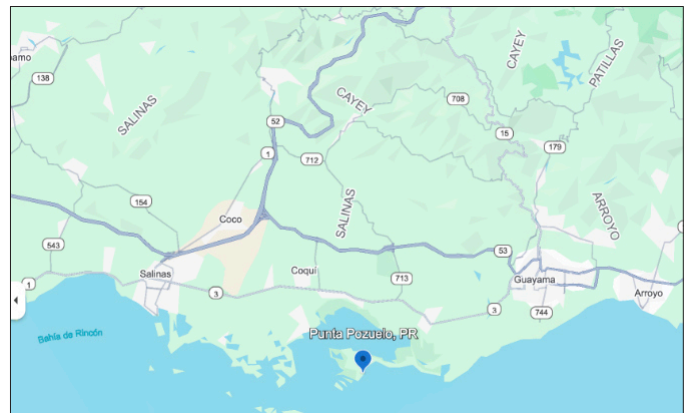 CAYEY
PATILLAS
amo
138
SALINAS
CAYEY
708
52
15
1
712
179
154
Coco
SALINAS
ARROYO
543
53
Salinas
Coquí
713
Guayama
1
3
3
744
Arroyo
Bahía de Rincón
Punta Pozuelo, PR